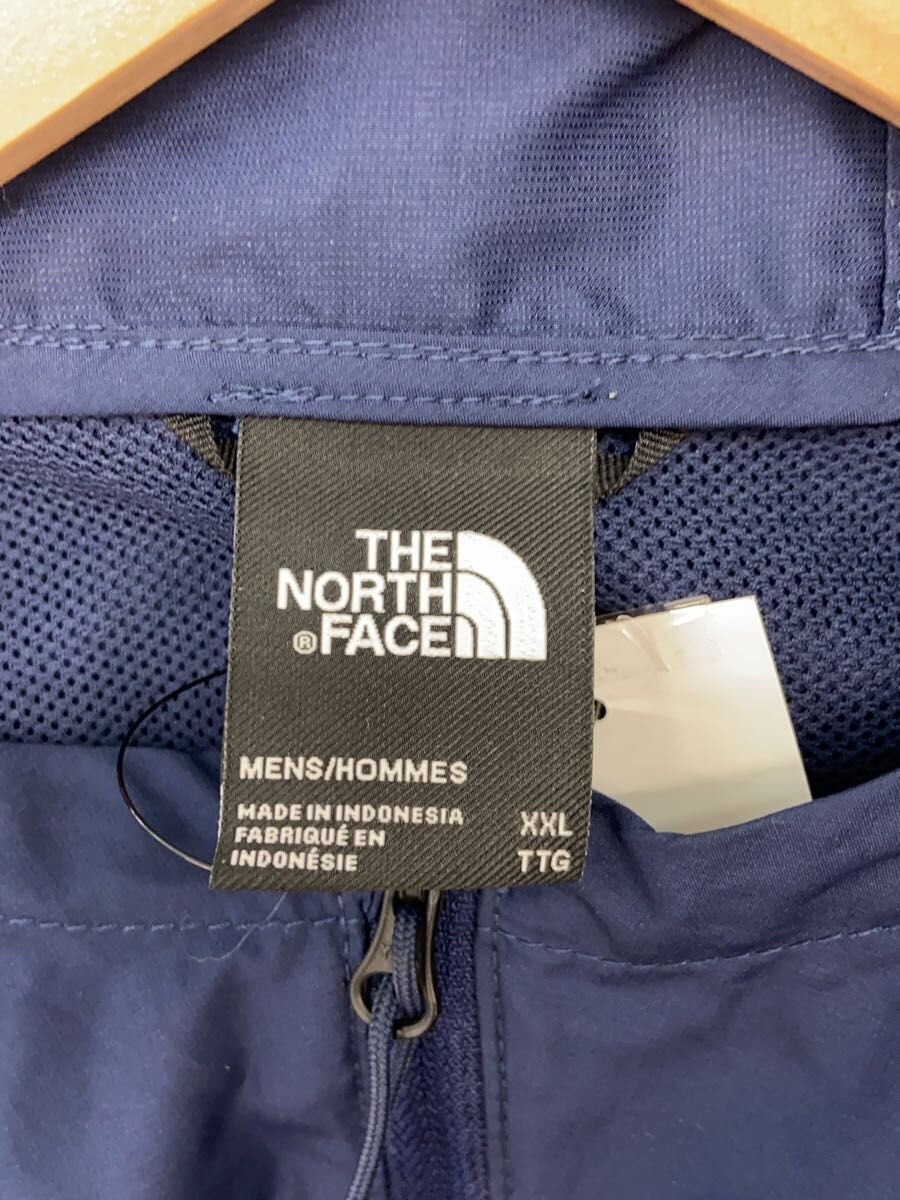 THE
NORTH
® FACE
MENS/HOMMES
MADE IN INDONESIA
FABRIQUÉ EN
INDONÉSIE
XXL
TTG